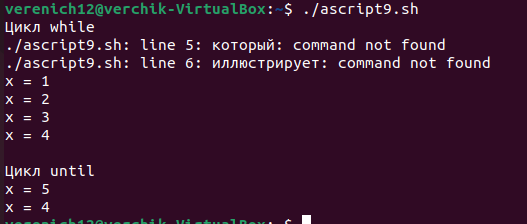 verenich12@verchik-VirtualBox:~$ ./ascript9.sh
Цикл while
./ascript9.sh: line 5: который: command not found
./ascript9.sh: line 6: иллюстрирует: command not found
x = 1
x = 2
x = 3
x = 4
Цикл until
x = 5
x = 4
verenich12@verchik-VirtualBox:~$